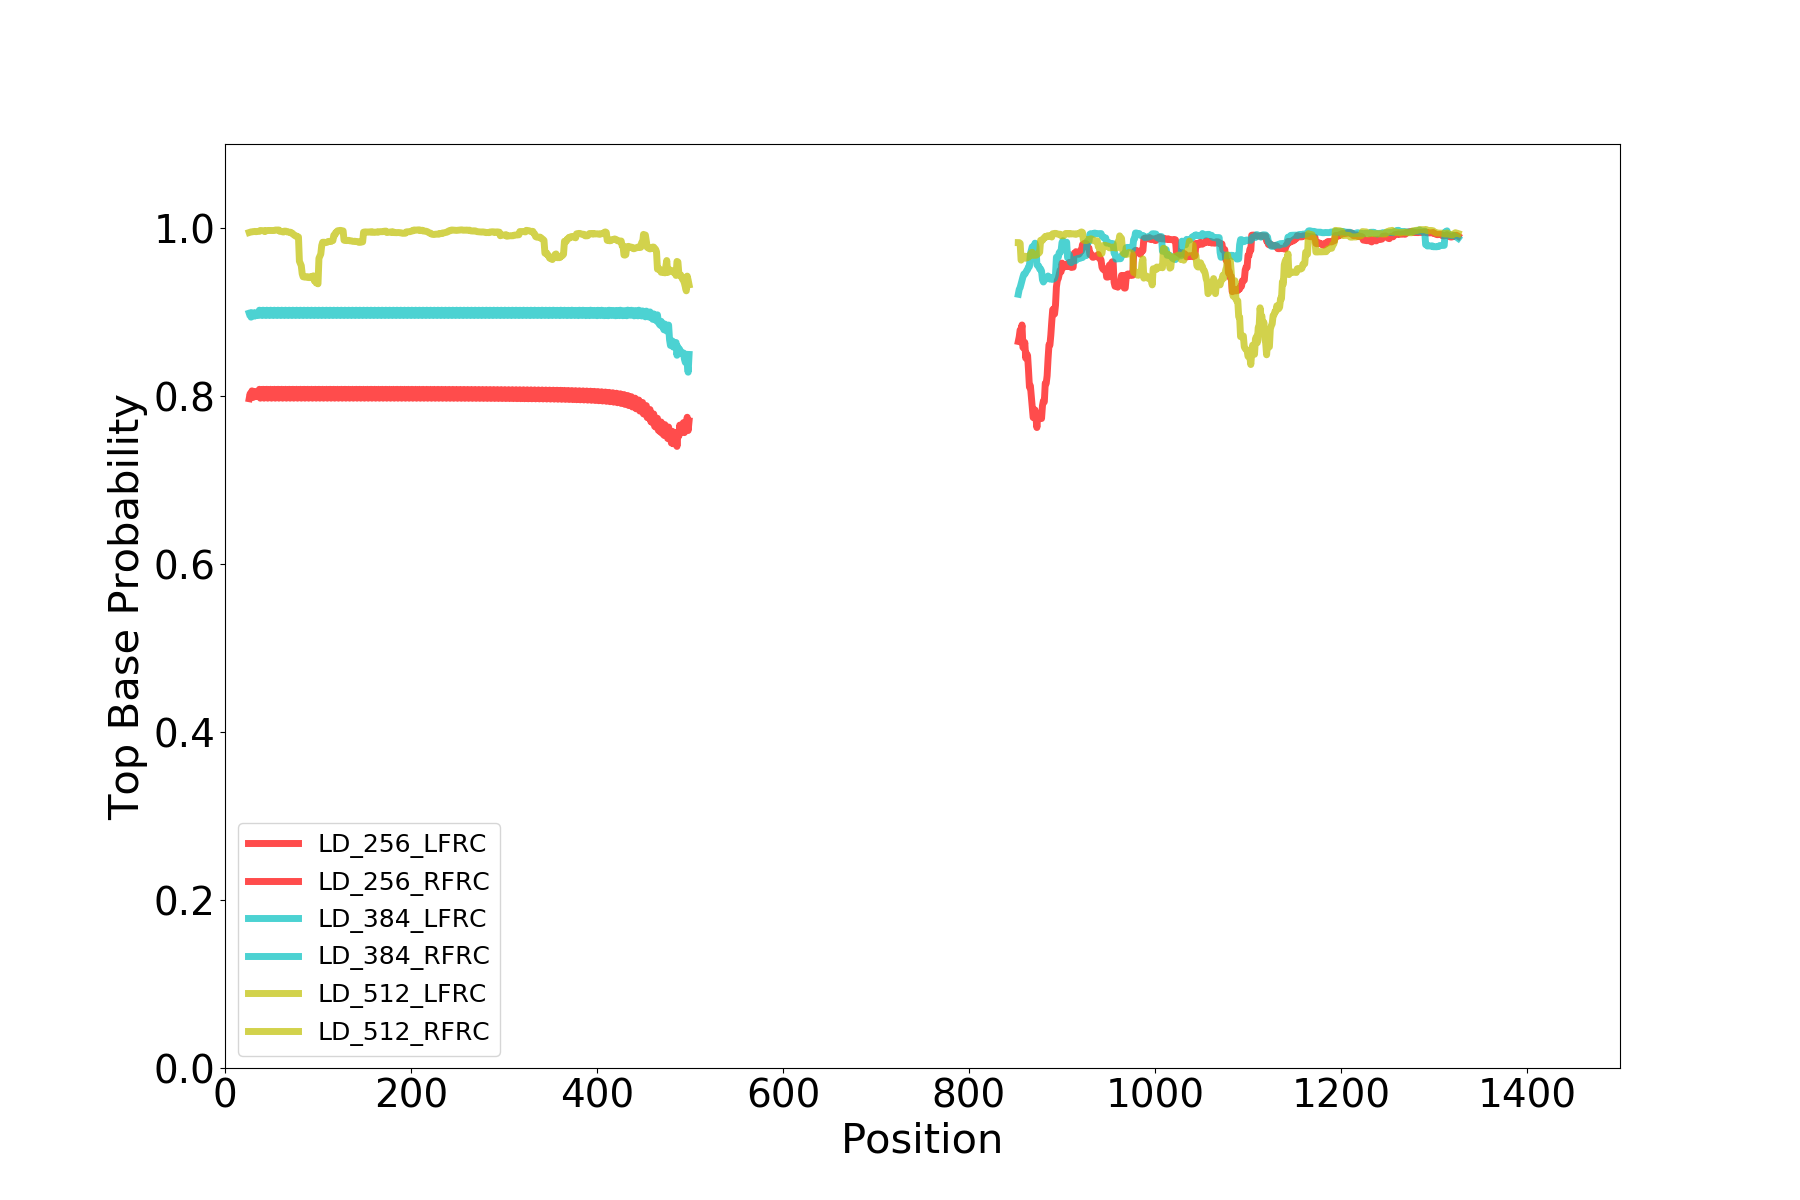 1.0
0.8
0.6
0.4
0.2
0.0
Top Base Probability
LD_256_LFRC
LD_256_RFRC
LD_384_LFRC
LD_384_RFRC
LD_512_LFRC
LD_512_RFRC
0 200 400 600 800 1000 1200 1400
Position